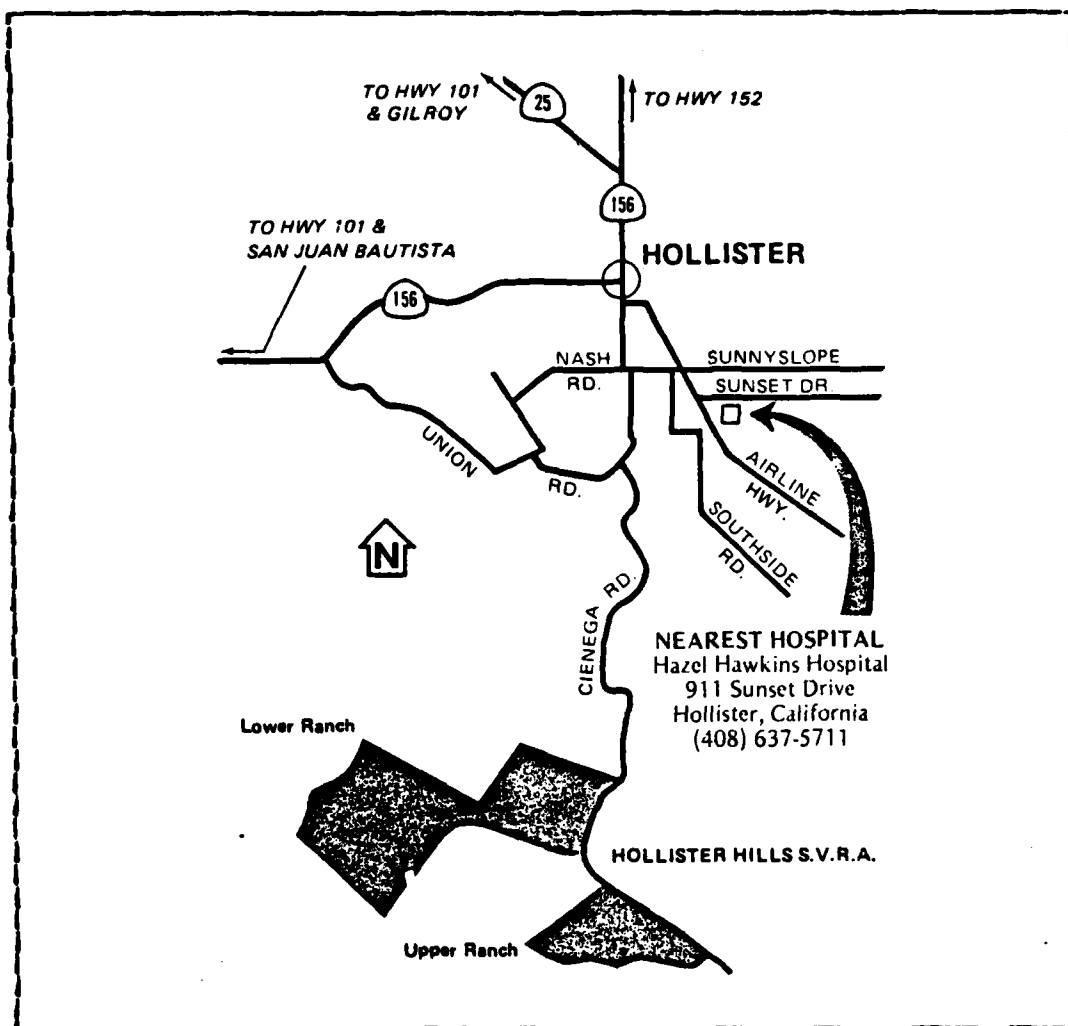 TO HWY 101
& GILROY
25
TO HWY 152
156
TO HWY 101 &
SAN JUAN BAUTISTA
HOLLISTER
156
NASH
RD.
SUNNYSLOPE
SUNSET DR.
UNION
RD.
AIRLINE
HWY.
SOUTHSIDE
RD.
N
CIENEGA
RD.
NEAREST HOSPITAL
Hazel Hawkins Hospital
911 Sunset Drive
Hollister, California
(408) 637-5711
Lower Ranch
HOLLISTER HILLS S.V.R.A.
Upper Ranch